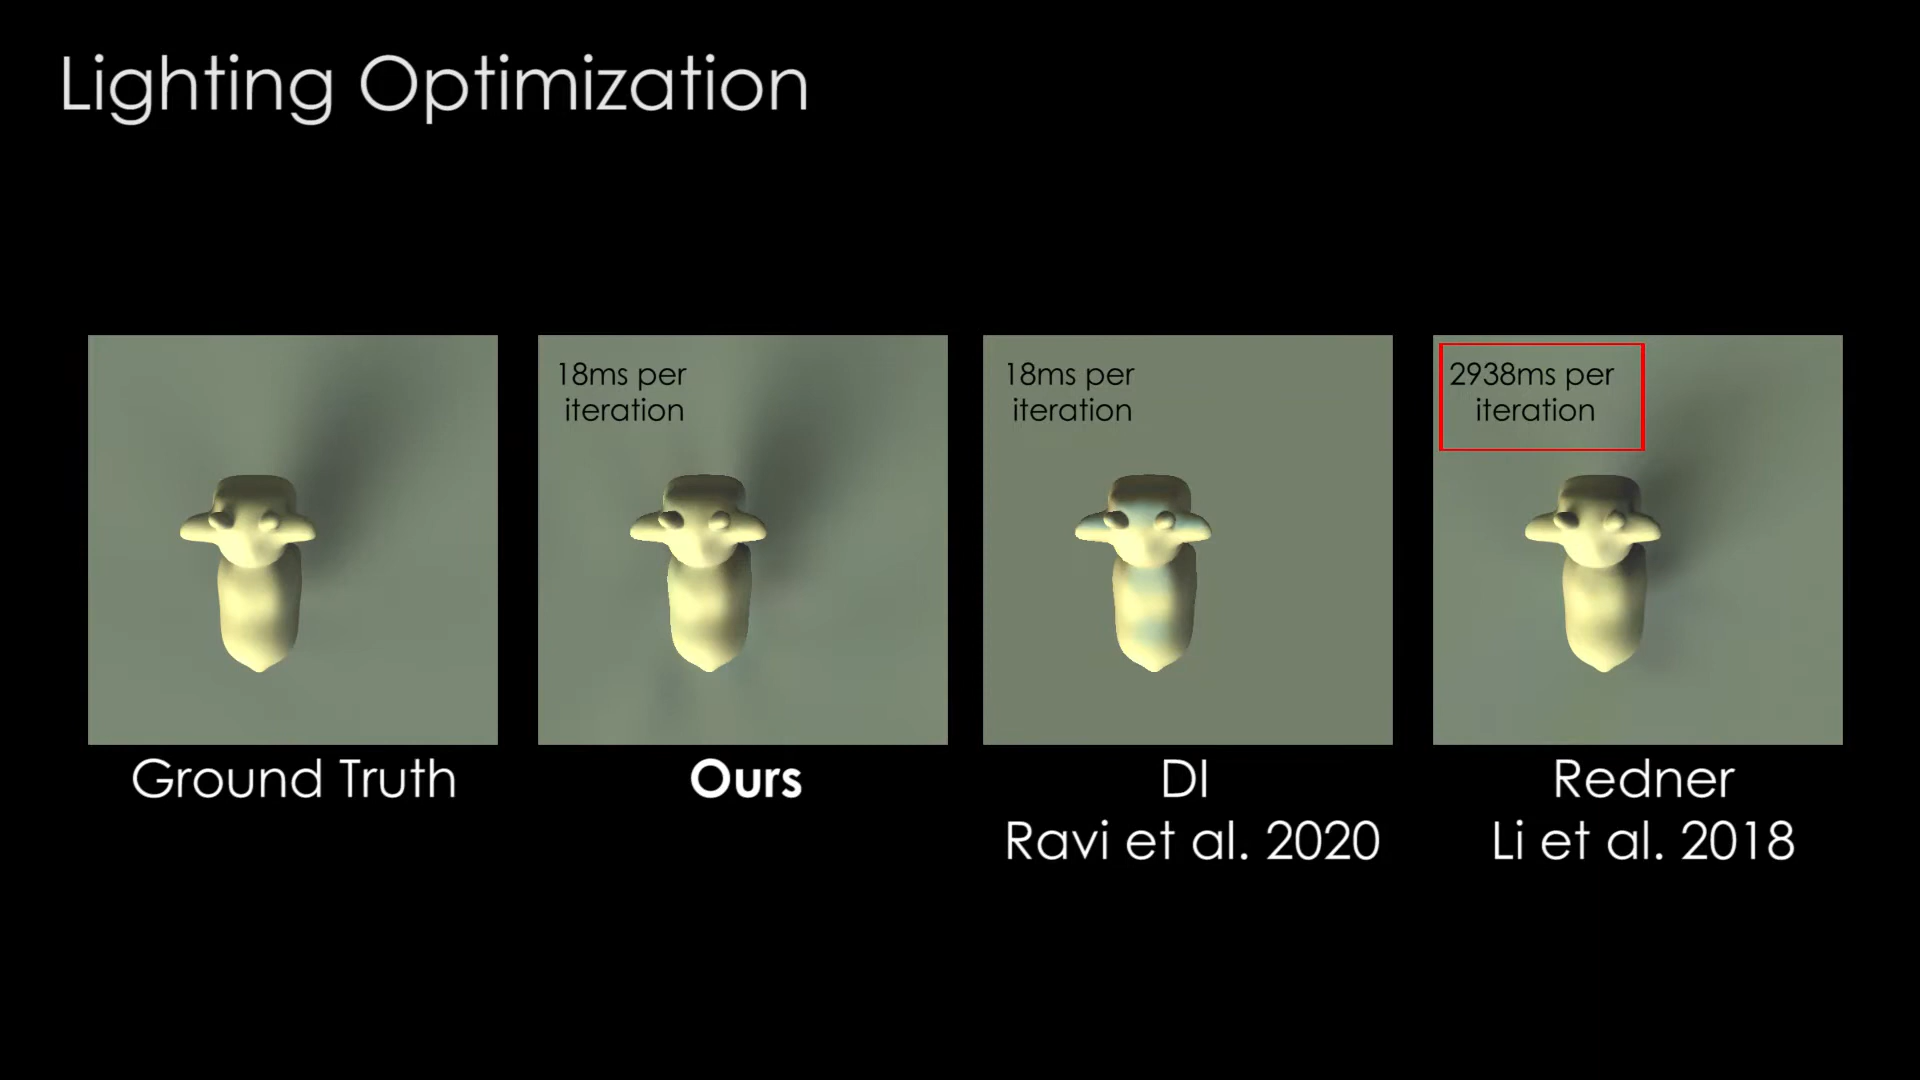 Lighting Optimization
18ms per
iteration
18ms per
iteration
2938ms per
iteration
Ground Truth
Ours
DI
Ravi et al. 2020
Redner
Li et al. 2018